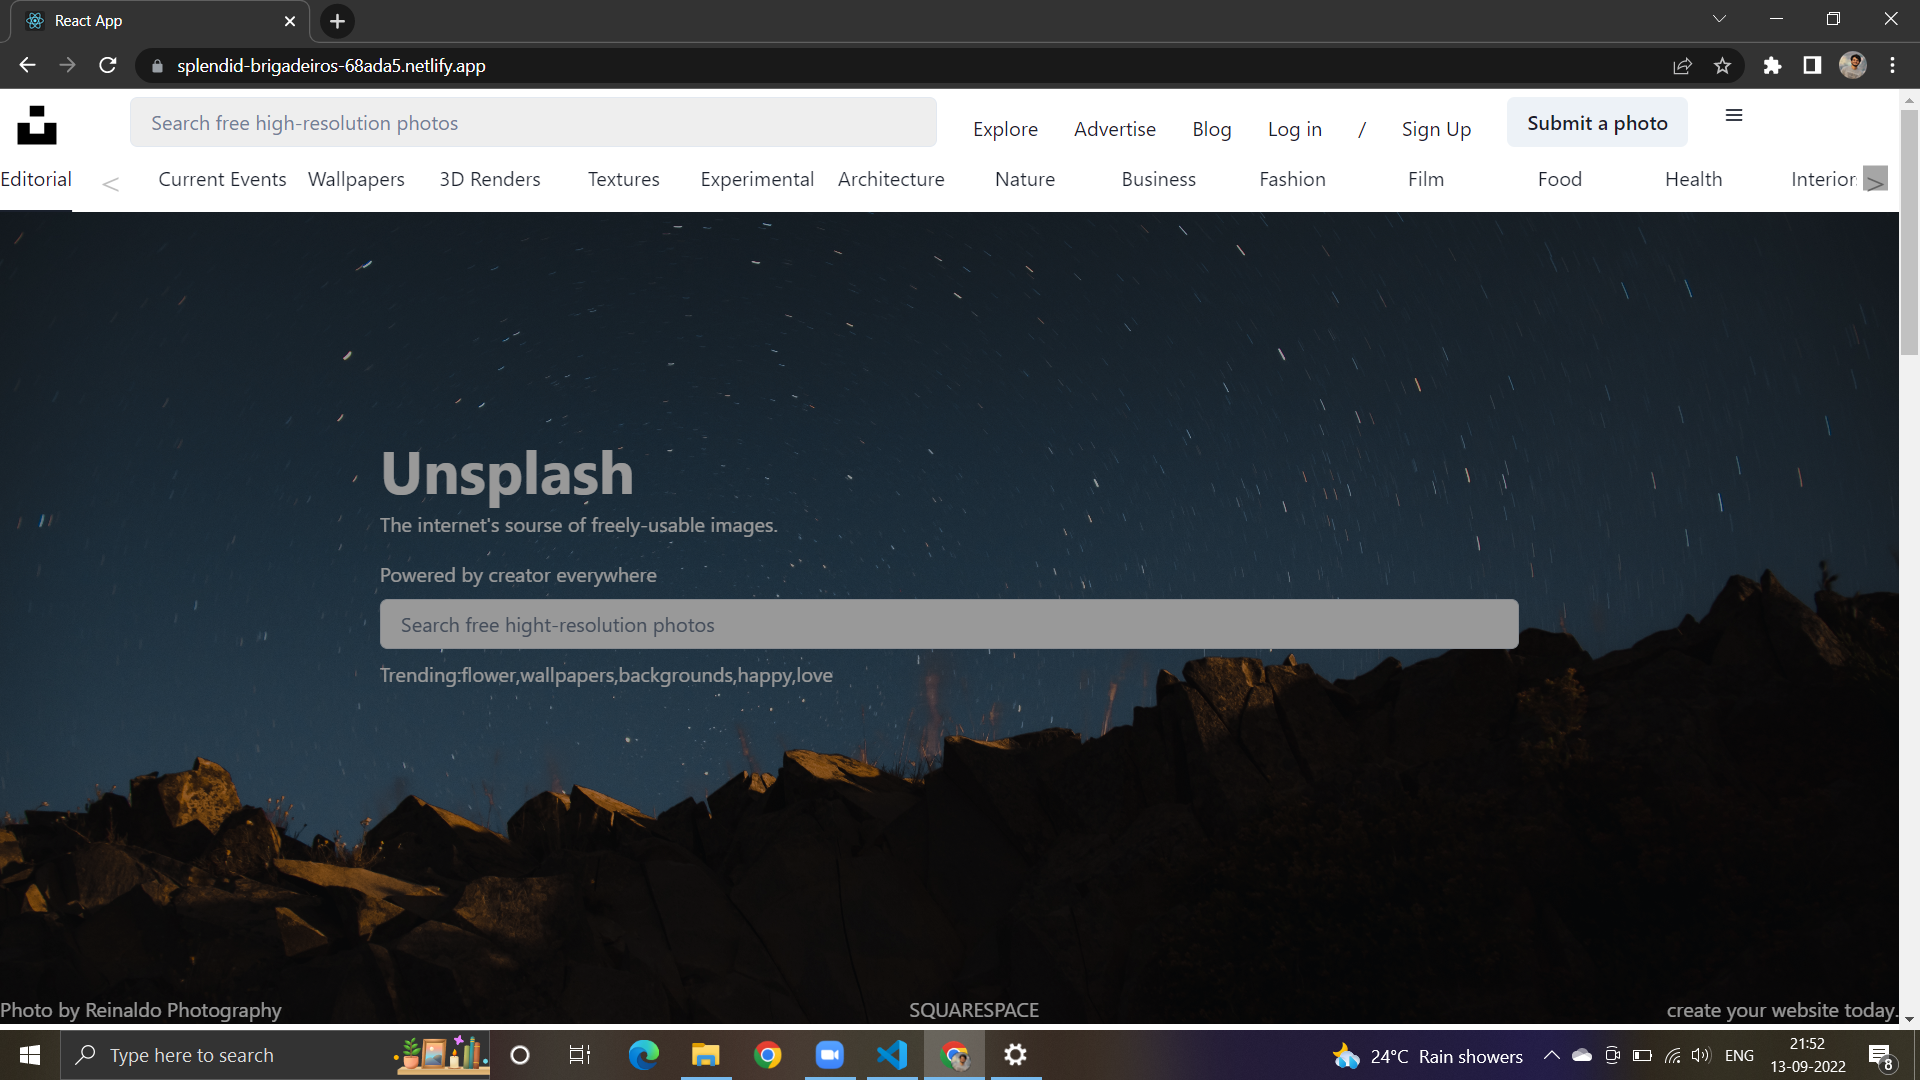 React App
splendid-brigadeiros-68ada5.netlify.app
Search free high-resolution photos
Explore Advertise Blog Log in / Sign Up Submit a photo
Editorial < Current Events Wallpapers 3D Renders Textures Experimental Architecture Nature Business Fashion Film Food Health Interior >
Unsplash
The internet's sourse of freely-usable images.
Powered by creator everywhere
Search free hight-resolution photos
Trending:flower,wallpapers,backgrounds,happy,love
Photo by Reinaldo Photography SQUARESPACE create your website today.
Type here to search 24°C Rain showers ENG 21:52
13-09-2022 8